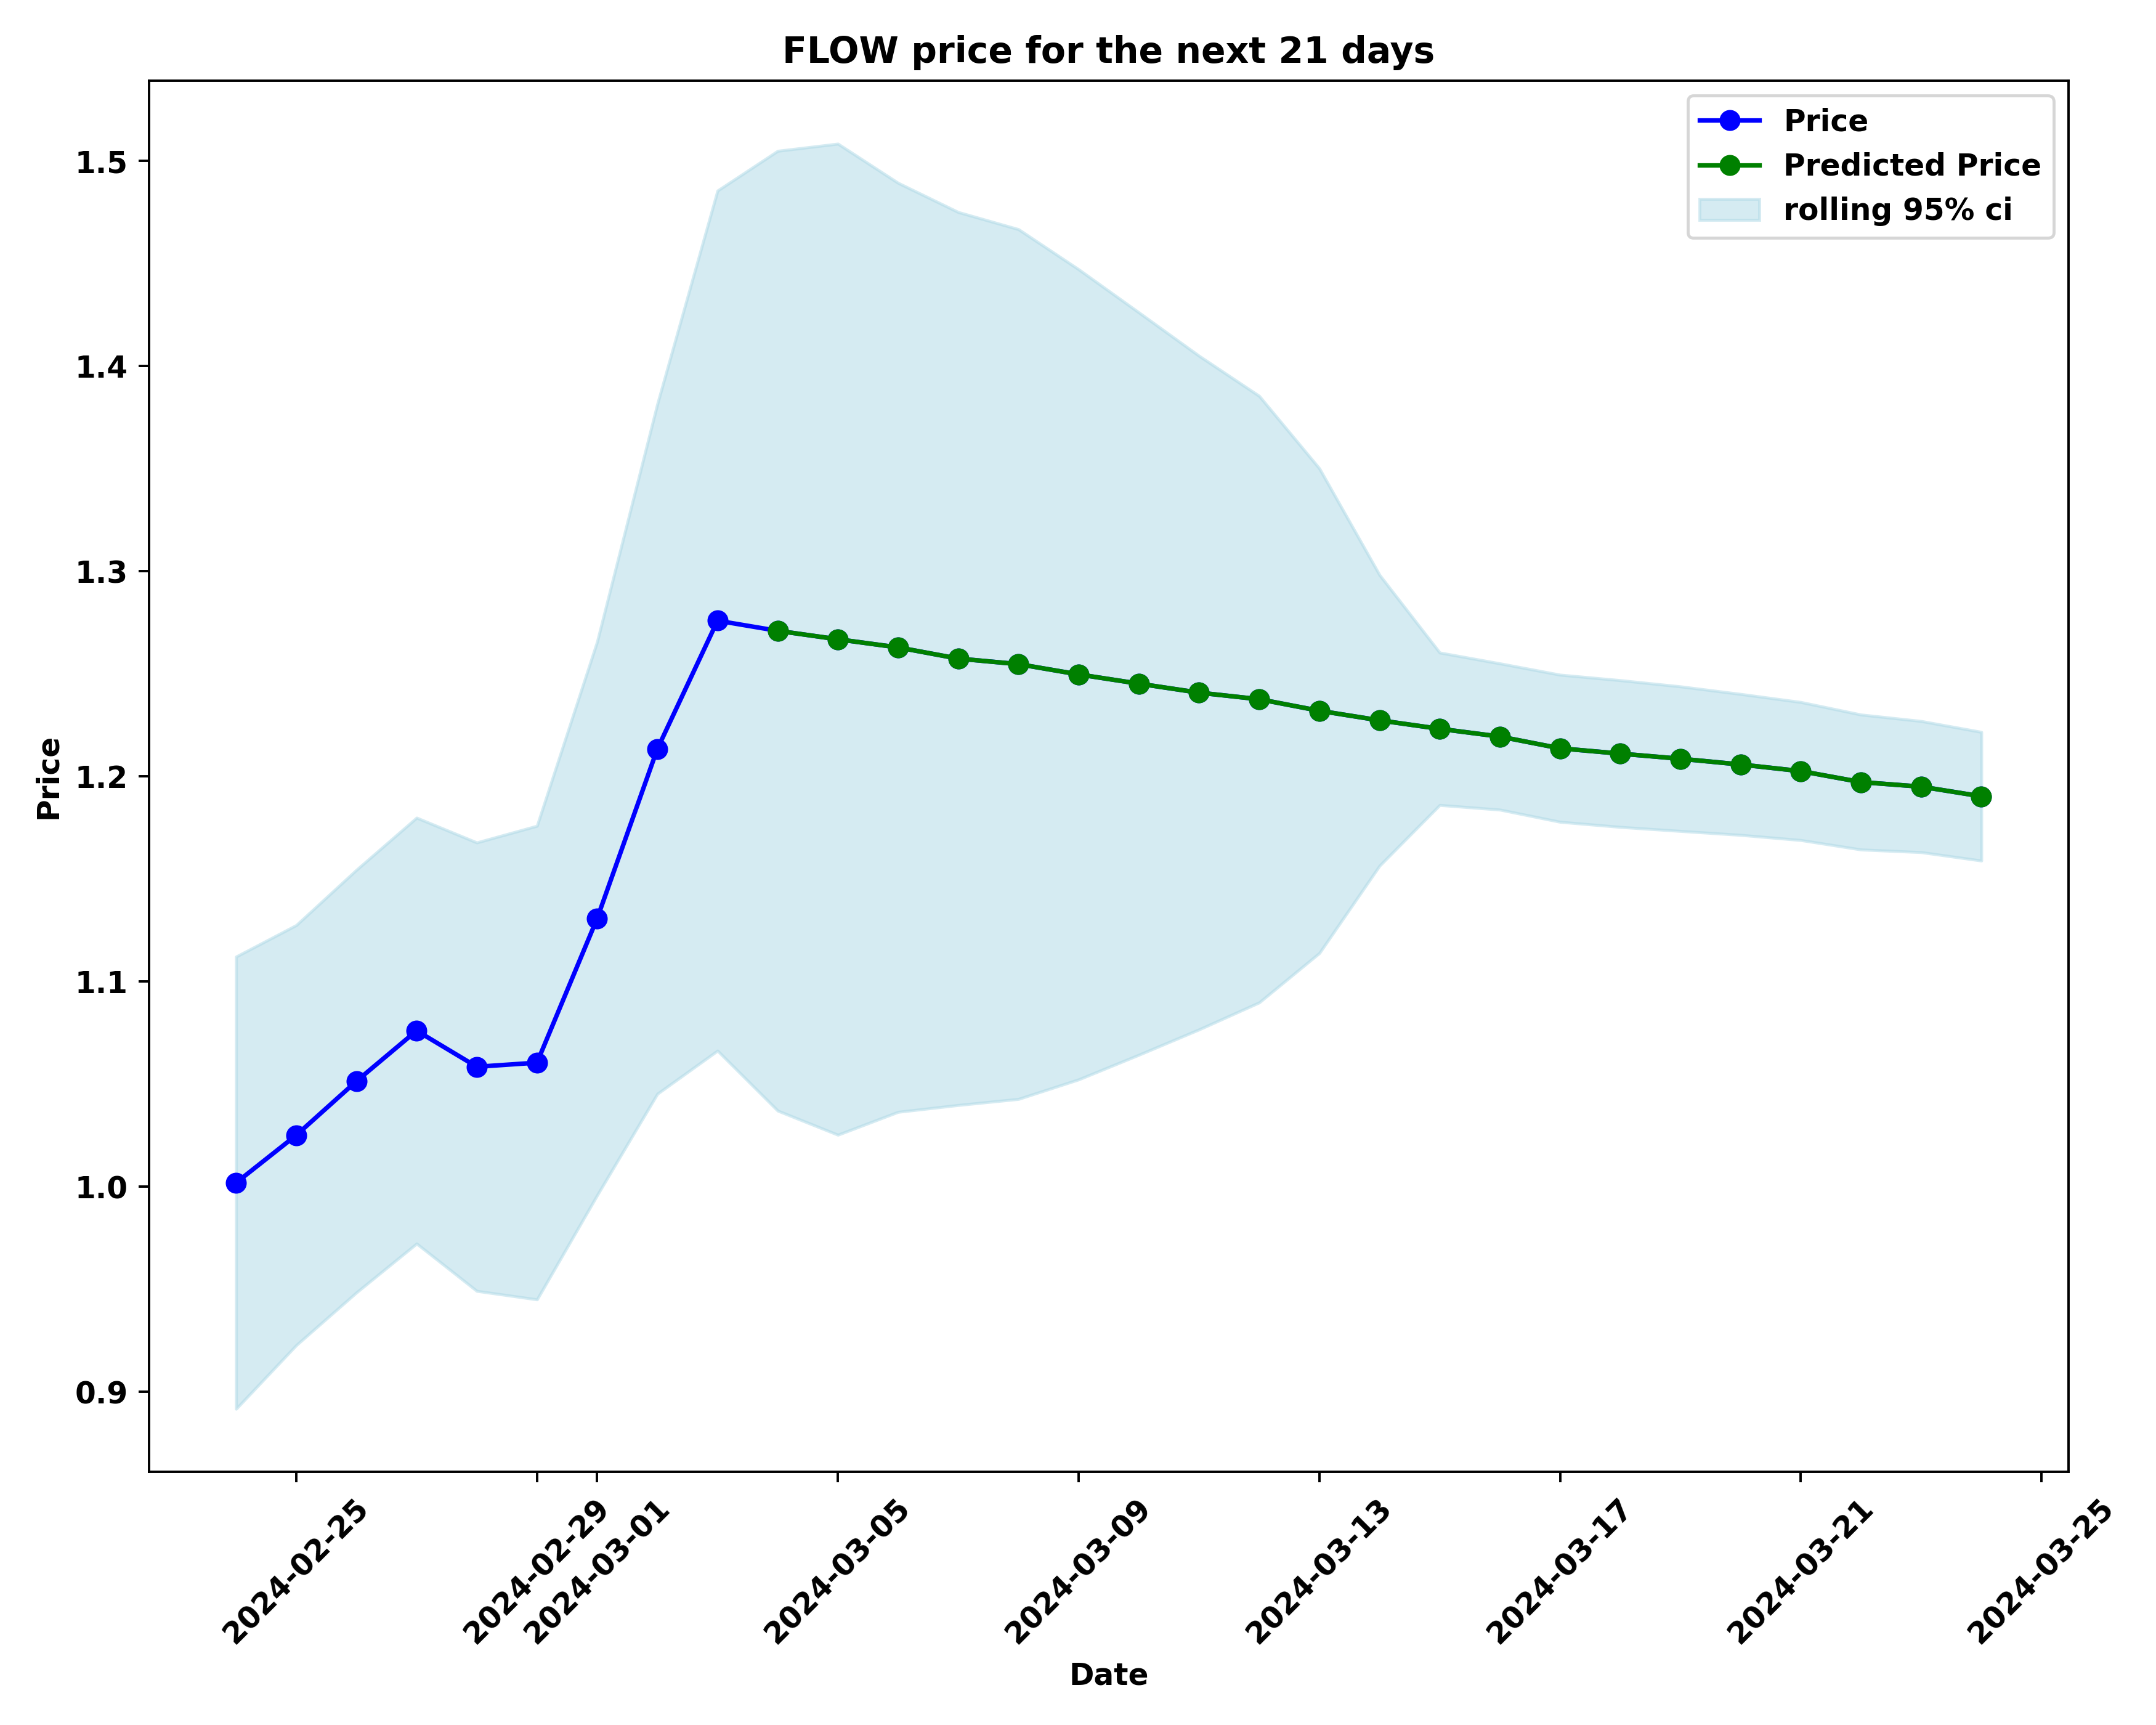 FLOW price for the next 21 days
Price
Predicted Price
rolling 95% ci
1.5
1.4
1.3
1.2
1.1
1.0
0.9
Price
2024-02-25
2024-02-29
2024-03-01
2024-03-05
2024-03-09
2024-03-13
2024-03-17
2024-03-21
2024-03-25
Date